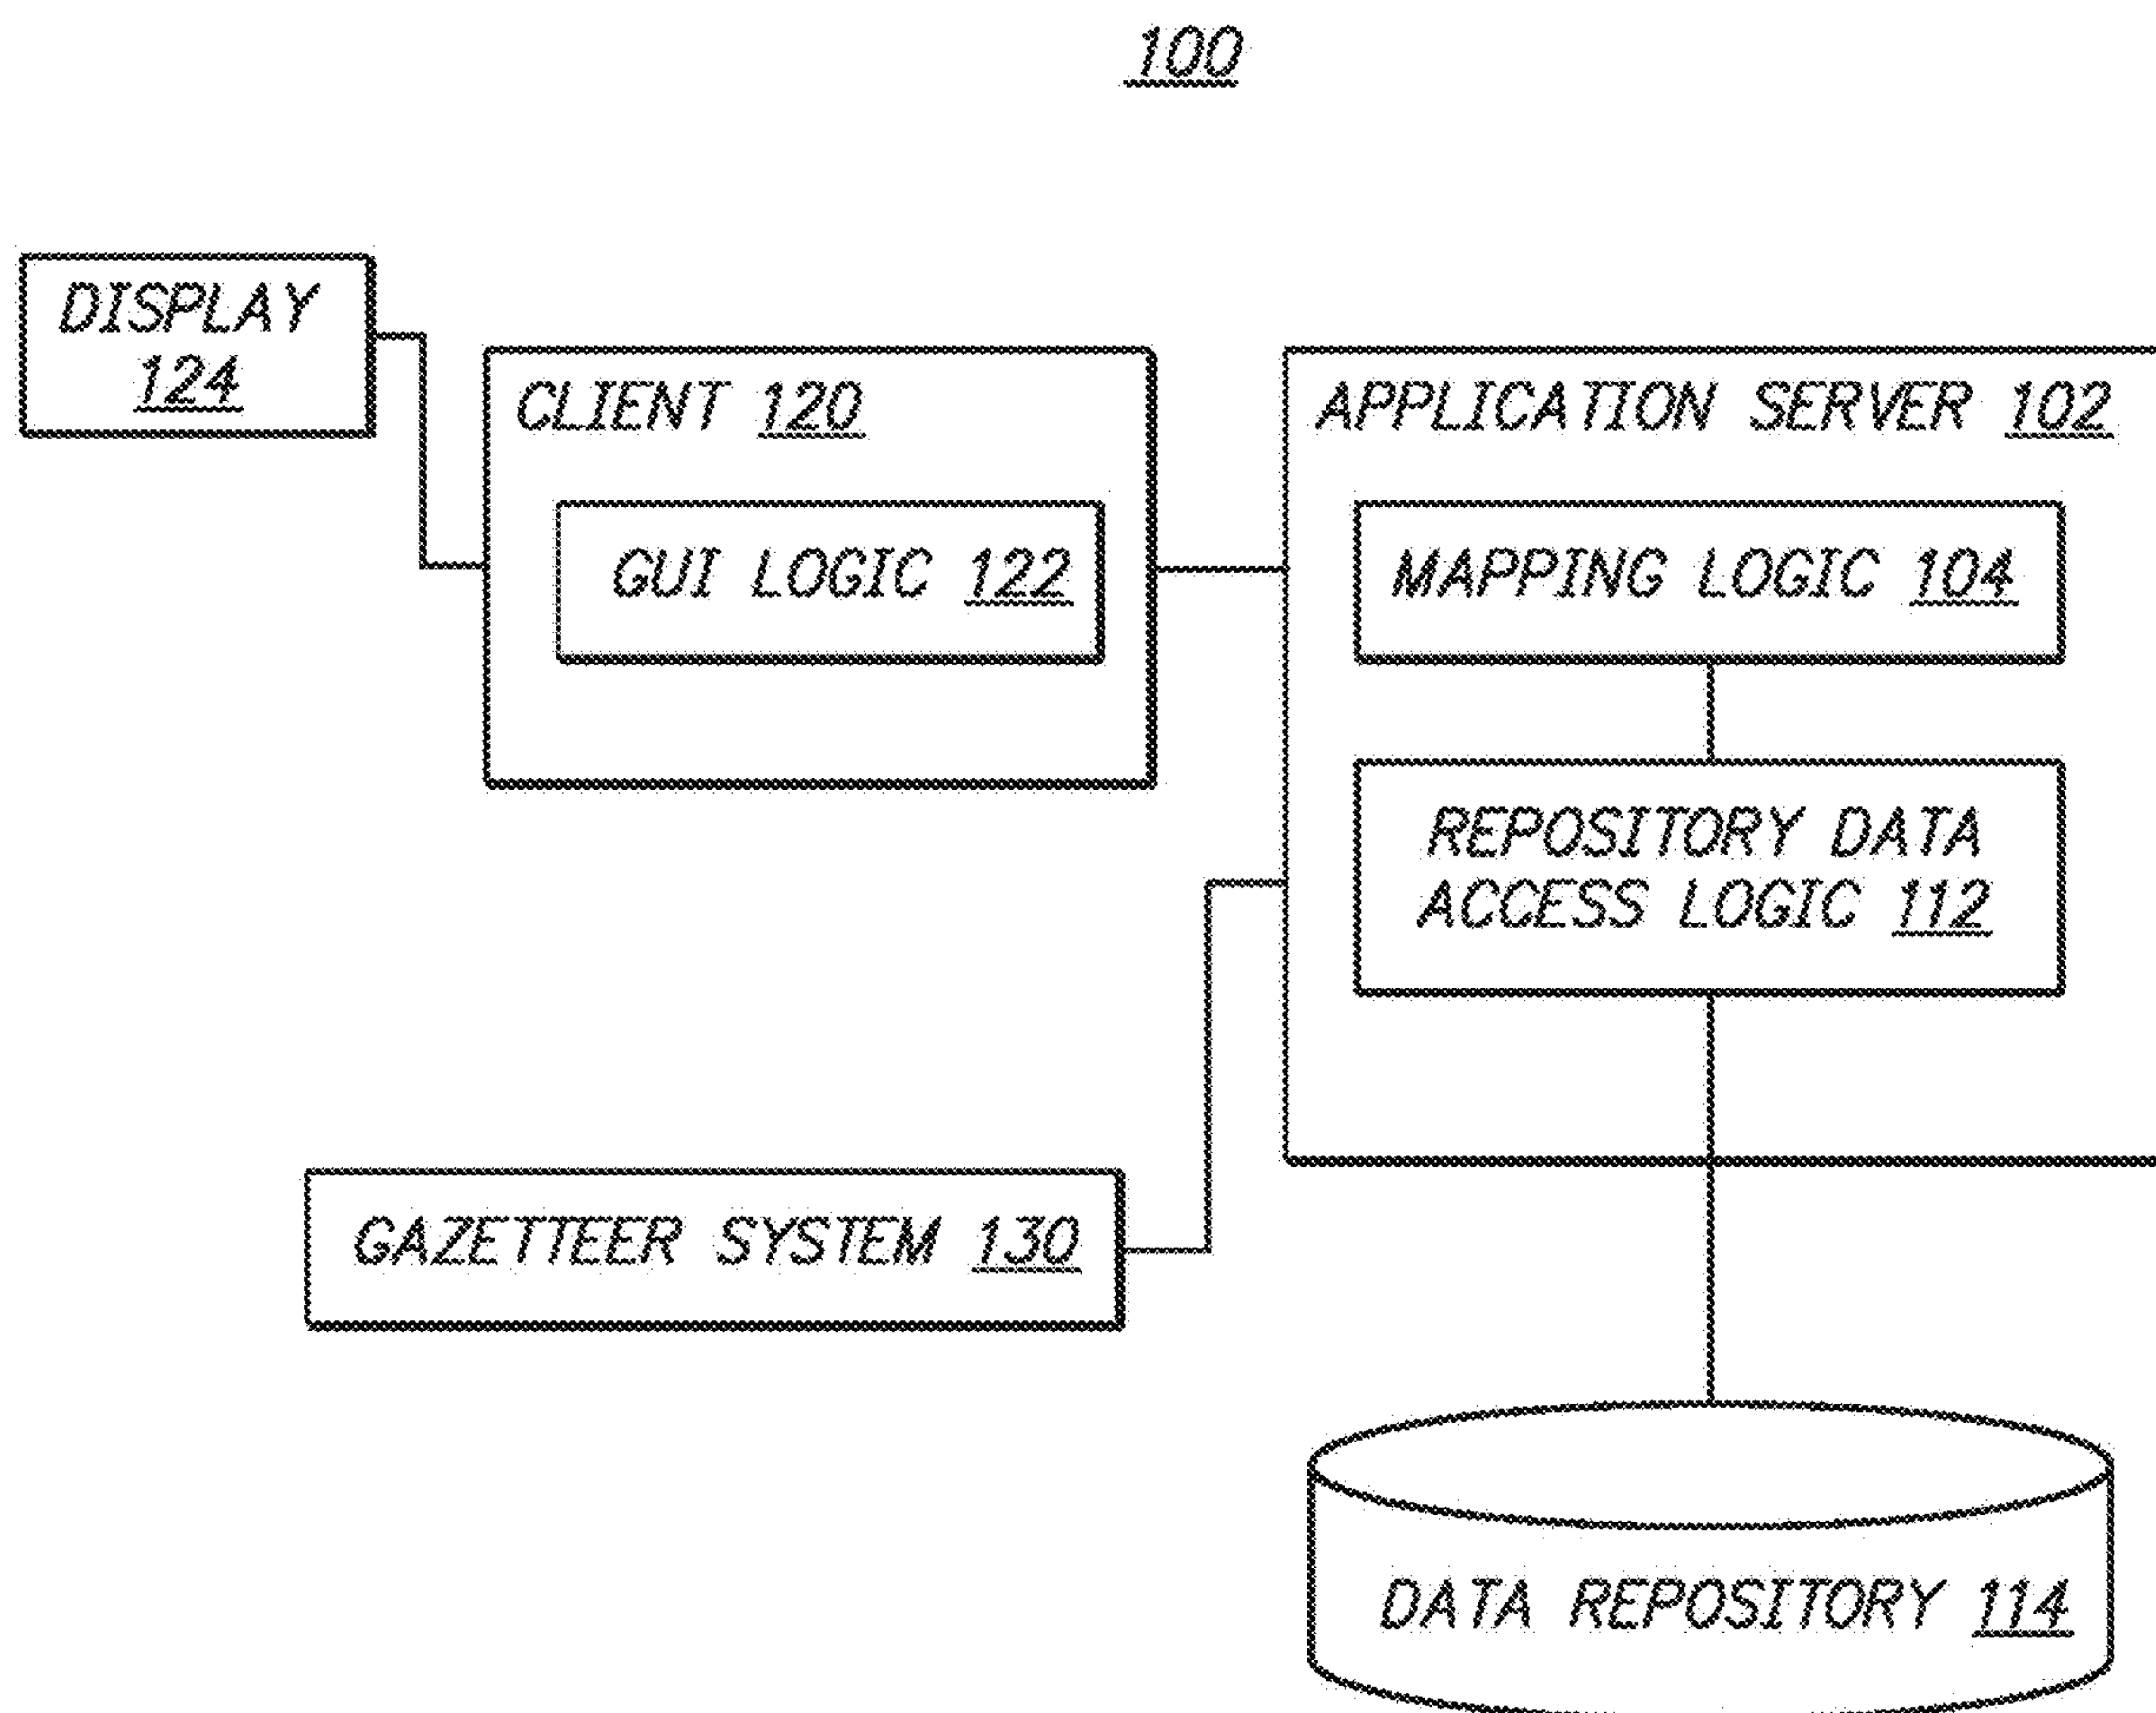 100
DISPLAY
124
CLIENT 120
GUI LOGIC 122
APPLICATION SERVER 102
MAPPING LOGIC 104
REPOSITORY DATA
ACCESS LOGIC 112
GAZETTEER SYSTEM 130
DATA REPOSITORY 114